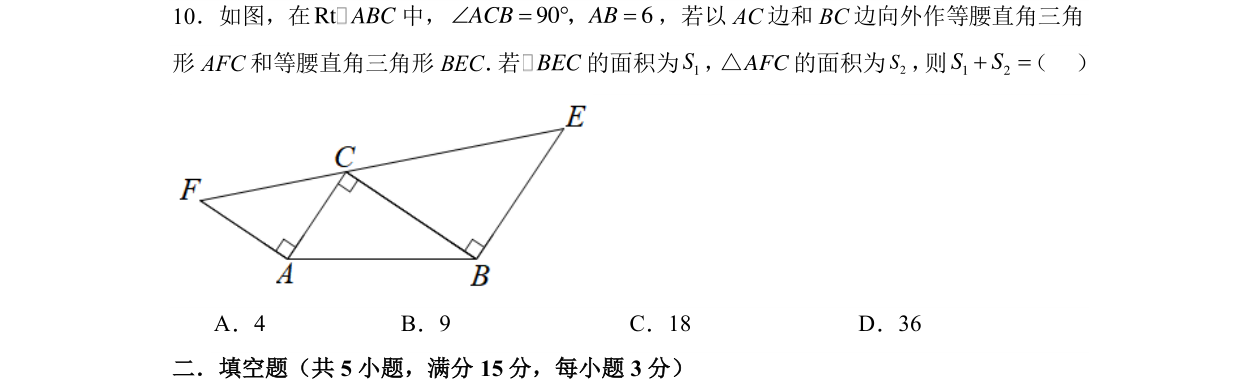 10．如图，在Rt□ABC中，∠ACB=90°，AB=6，若以AC边和BC边向外作等腰直角三角
形AFC和等腰直角三角形BEC．若□BEC的面积为S₁，△AFC的面积为S₂，则S₁+S₂=（ ）
E
C
F
A
B
A．4 B．9 C．18 D．36
二．填空题（共5小题，满分15分，每小题3分）